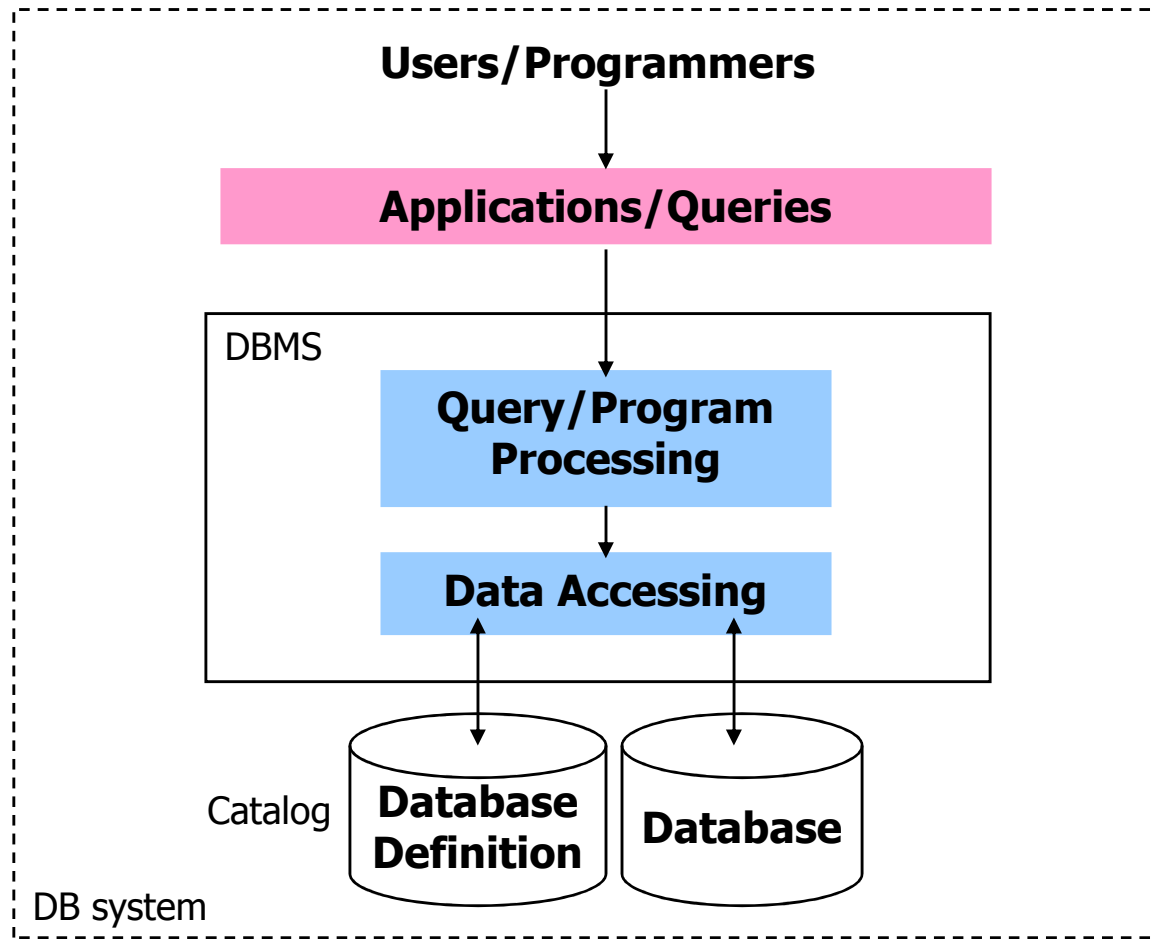 Users/Programmers
Applications/Queries
DBMS
Query/Program
Processing
Data Accessing
Catalog
Database
Definition
Database
DB system